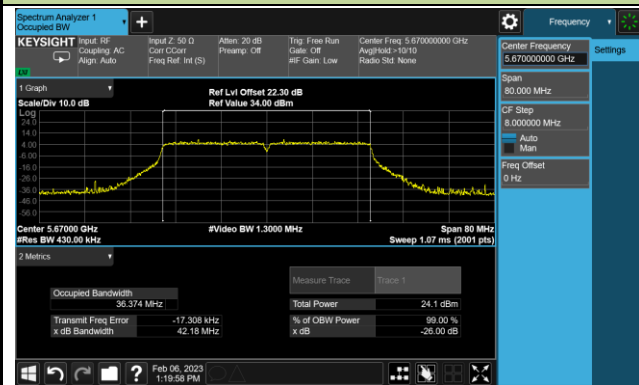 Spectrum Analyzer 1
Occupied BW
Frequency
KEYSIGHT
Input: RF
Coupling: AC
Align: Auto
Input Z: 50 Ω
Corr CCorr
Freq Ref: Int (S)
Atten: 20 dB
Preamp: Off
Trig: Free Run
Gate: Off
#IF Gain: Low
Center Freq: 5.670000000 GHz
Avg|Hold:>10/10
Radio Std: None
LXI
Center Frequency
5.670000000 GHz
Settings
Span
80.000 MHz
CF Step
8.000000 MHz
Auto
Man
Freq Offset
0 Hz
1 Graph
Scale/Div 10.0 dB
Ref Lvl Offset 22.30 dB
Ref Value 34.00 dBm
Log
24.0
14.0
4.00
-6.00
-16.0
-26.0
-36.0
-46.0
-56.0
Center 5.67000 GHz
#Res BW 430.00 kHz
#Video BW 1.3000 MHz
Span 80 MHz
Sweep 1.07 ms (2001 pts)
2 Metrics
Measure Trace
Trace 1
Occupied Bandwidth
36.374 MHz
Total Power
24.1 dBm
Transmit Freq Error
-17.308 kHz
% of OBW Power
99.00 %
x dB Bandwidth
42.18 MHz
x dB
-26.00 dB
Feb 06, 2023
1:19:58 PM